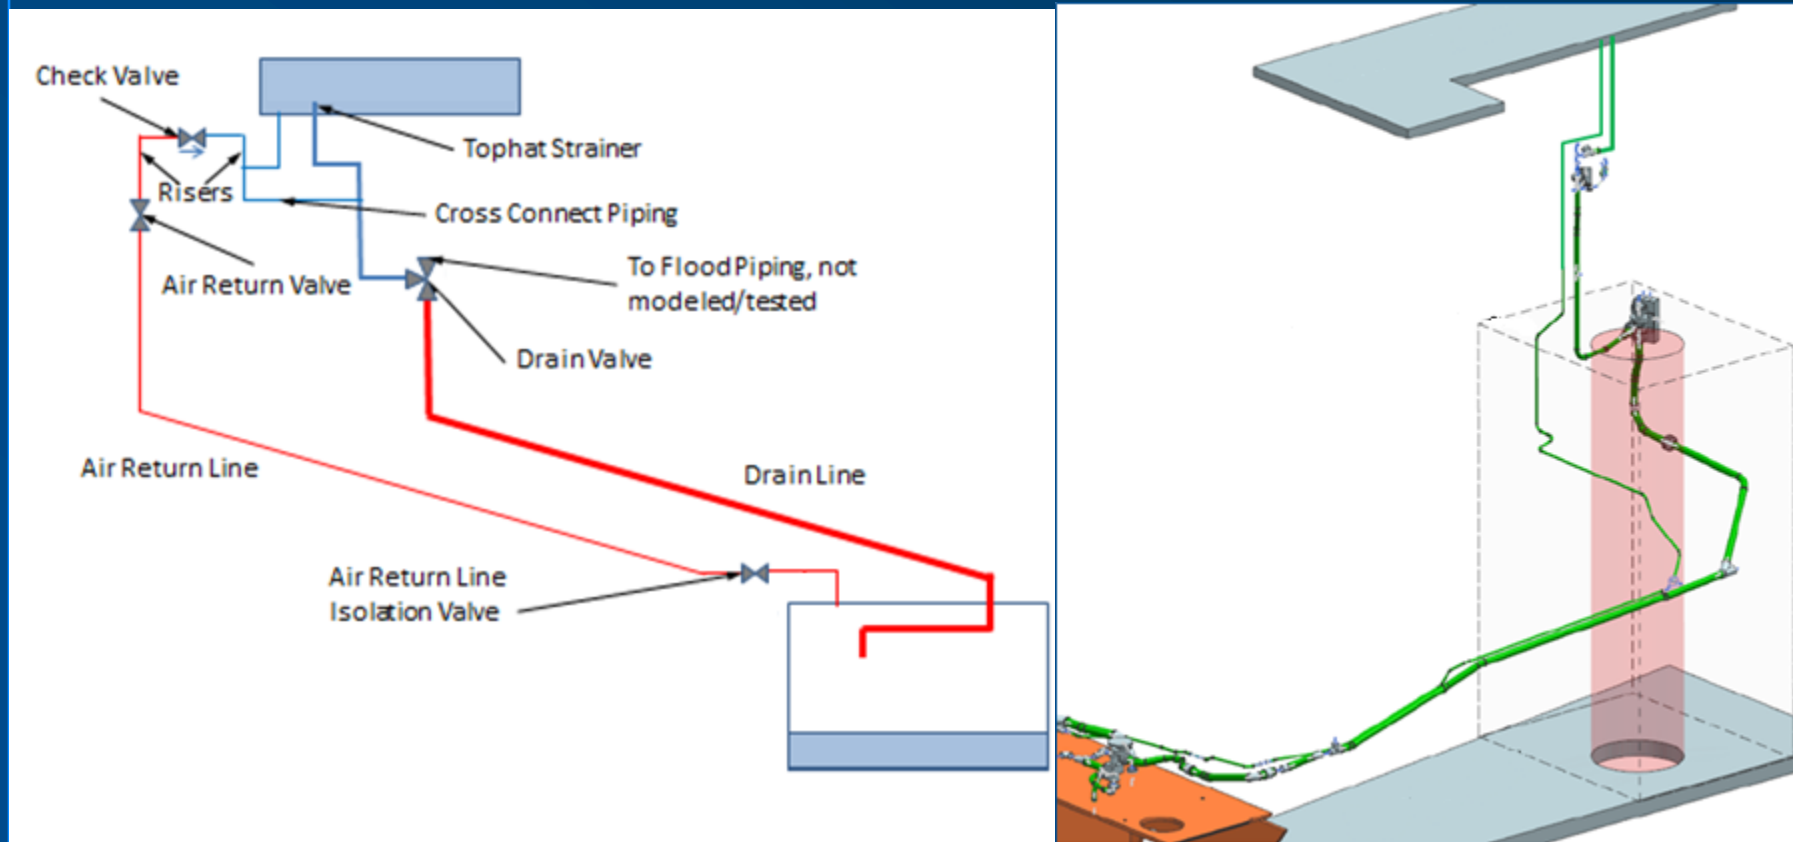 Check Valve
Tophat Strainer
Risers
Cross Connect Piping
Air Return Valve
To Flood Piping, not
modeled/tested
Drain Valve
Air Return Line
Drain Line
Air Return Line
Isolation Valve